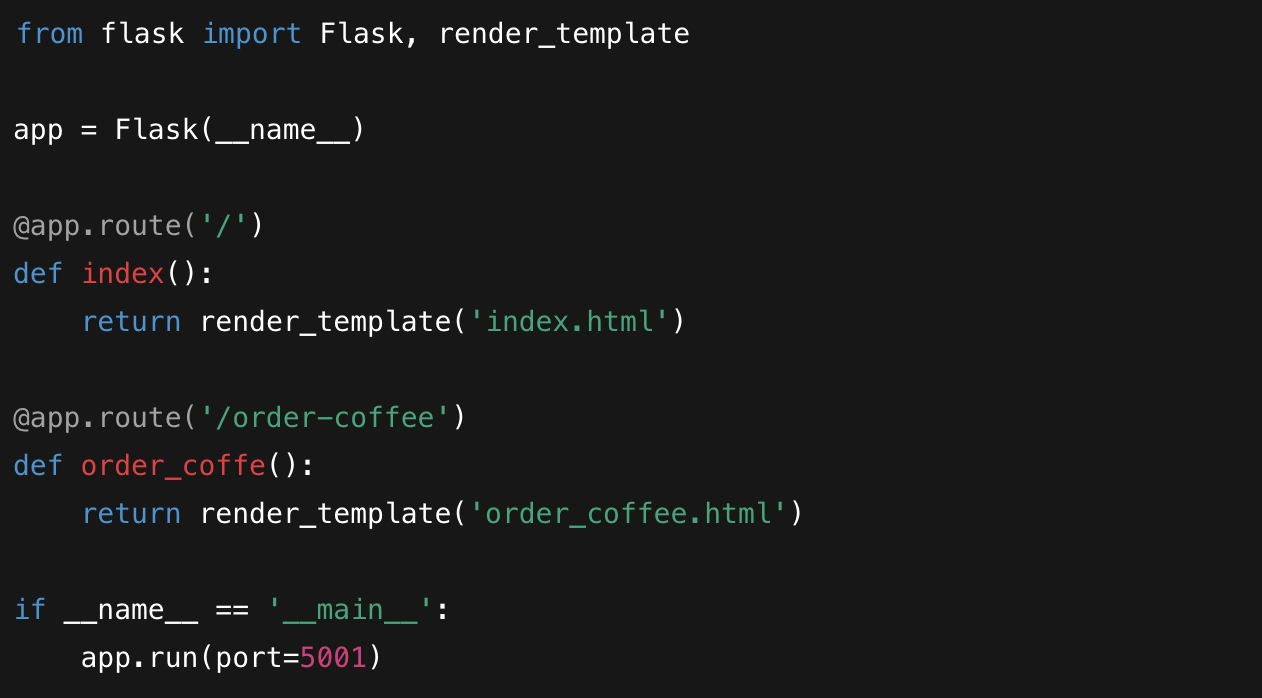 from flask import Flask, render_template
app = Flask(__name__)
@app.route('/')
def index():
    return render_template('index.html')
@app.route('/order-coffee')
def order_coffe():
    return render_template('order_coffee.html')
if __name__ == '__main__':
    app.run(port=5001)